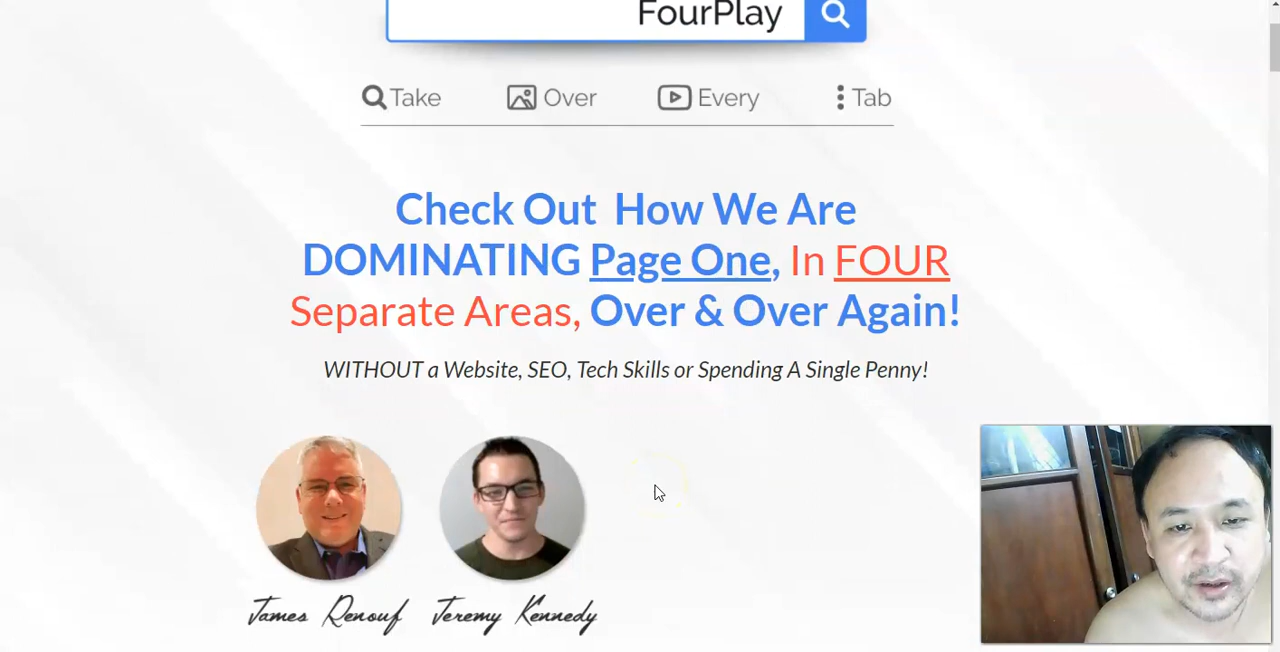 FourPlay
Take Over Every Tab
Check Out How We Are
DOMINATING Page One, In FOUR
Separate Areas, Over & Over Again!
WITHOUT a Website, SEO, Tech Skills or Spending A Single Penny!
James Renouf Jeremy Kennedy